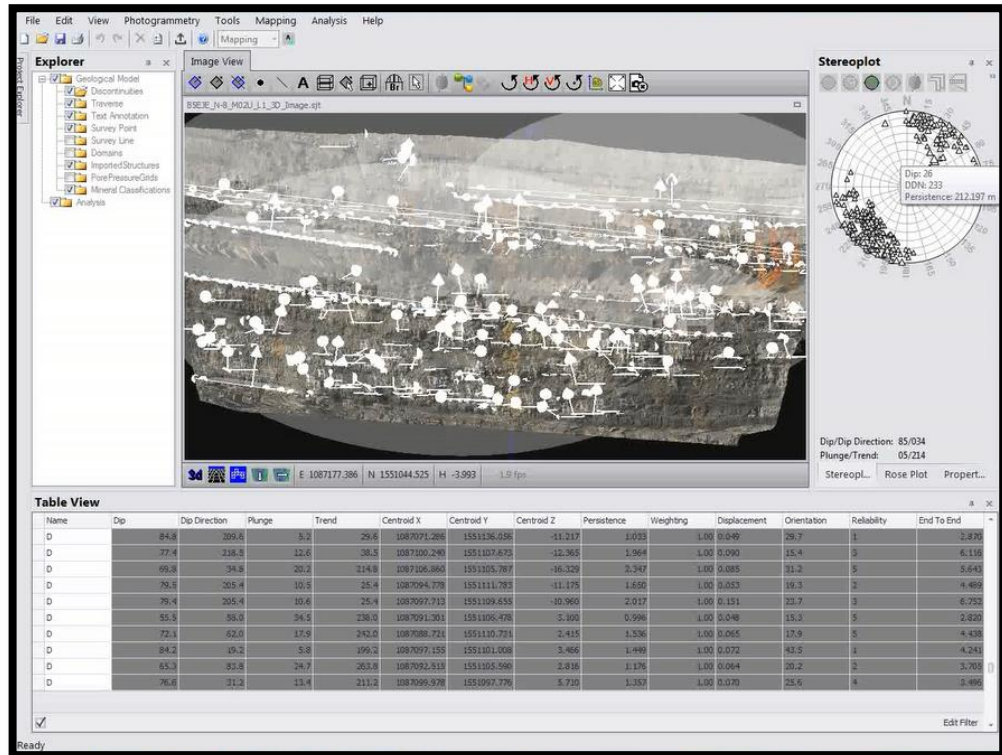 File Edit View Photogrammetry Tools Mapping Analysis Help
Mapping
Project Explorer
Explorer
Geological Model
Discontinuities
Traverse
Text Annotation
Survey Point
Survey Line
Domains
ImportedStructures
PorePressureGrids
Mineral Classifications
Analysis
Image View
3d E 1087177.386 N 1551044.525 H -3.993 -1.9 fps
Stereoplot
N
Dip: 26
DDN: 233
Persistence: 212.197 m
Dip/Dip Direction: 85/034
Plunge/Trend: 05/214
Stereopl... Rose Plot Propert...
Table View
Name Dip Dip Direction Plunge Trend Centroid X Centroid Y Centroid Z Persistence Weighting Displacement Orientation Reliability End To End
D 84.8 209.6 5.2 29.6 1087071.286 1551136.056 -11.217 1.033 1.00 0.049 29.7 1 2.870
D 77.4 218.5 12.6 38.5 1087100.240 1551107.673 -12.365 1.964 1.00 0.090 15.4 3 6.116
D 69.8 34.8 20.2 214.8 1087106.860 1551105.787 -16.329 2.347 1.00 0.085 31.2 5 5.643
D 79.5 205.4 10.5 25.4 1087094.778 1551111.783 -11.175 1.650 1.00 0.053 19.3 2 4.489
D 79.4 205.4 10.6 25.4 1087097.713 1551109.655 -10.960 2.017 1.00 0.151 23.7 3 6.752
D 55.5 58.0 34.5 238.0 1087091.301 1551106.478 3.100 0.996 1.00 0.048 15.3 5 2.820
D 72.1 62.0 17.9 242.0 1087088.721 1551110.731 2.415 1.536 1.00 0.065 17.9 5 4.438
D 84.2 19.2 5.8 199.2 1087097.155 1551101.008 3.466 1.449 1.00 0.072 43.5 1 4.241
D 65.3 83.8 24.7 263.8 1087092.515 1551105.590 2.816 1.176 1.00 0.064 20.2 2 3.768
D 76.6 31.2 13.4 211.2 1087099.978 1551097.776 5.710 1.357 1.00 0.070 25.6 4 3.496
Edit Filter
Ready